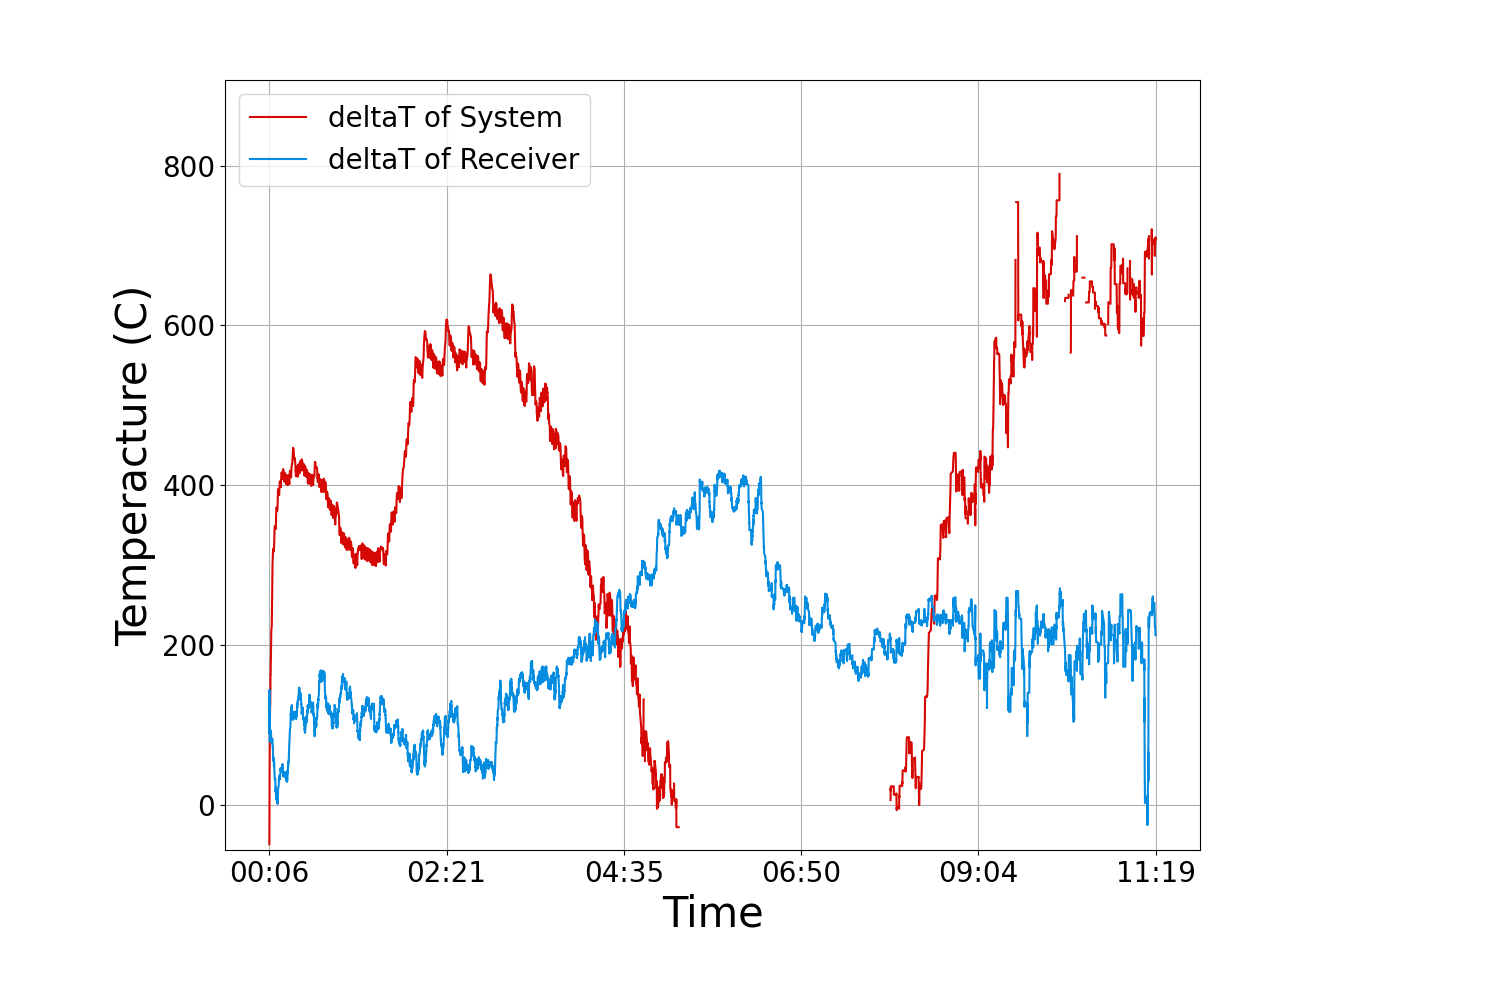 deltaT of System
deltaT of Receiver
Temperacture (C)
800
600
400
200
0
00:06 02:21 04:35 06:50 09:04 11:19
Time